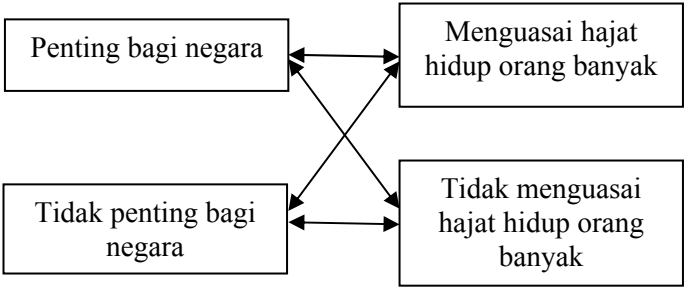 Penting bagi negara
Menguasai hajat
hidup orang banyak
Tidak penting bagi
negara
Tidak menguasai
hajat hidup orang
banyak